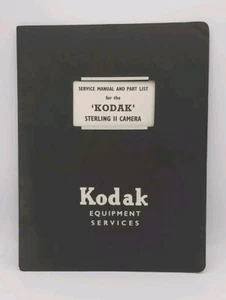 SERVICE MANUAL AND PART LIST
for the
'KODAK'
STERLING II CAMERA
Kodak
EQUIPMENT
SERVICES